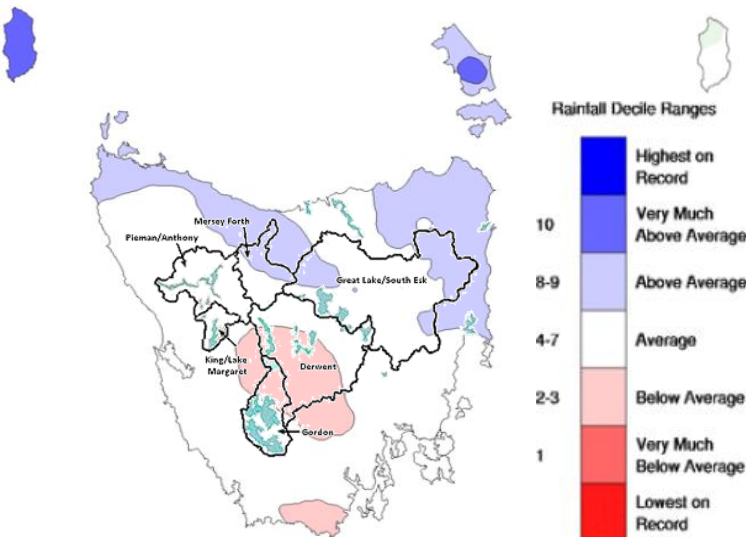 Rainfall Decile Ranges
Highest on
Record
10
Very Much
Above Average
8-9
Above Average
4-7
Average
2-3
Below Average
1
Very Much
Below Average
Lowest on
Record
Mersey Forth
Pieman/Anthony
Great Lake/South Esk
King/Lake
Margaret
Derwent
Gordon